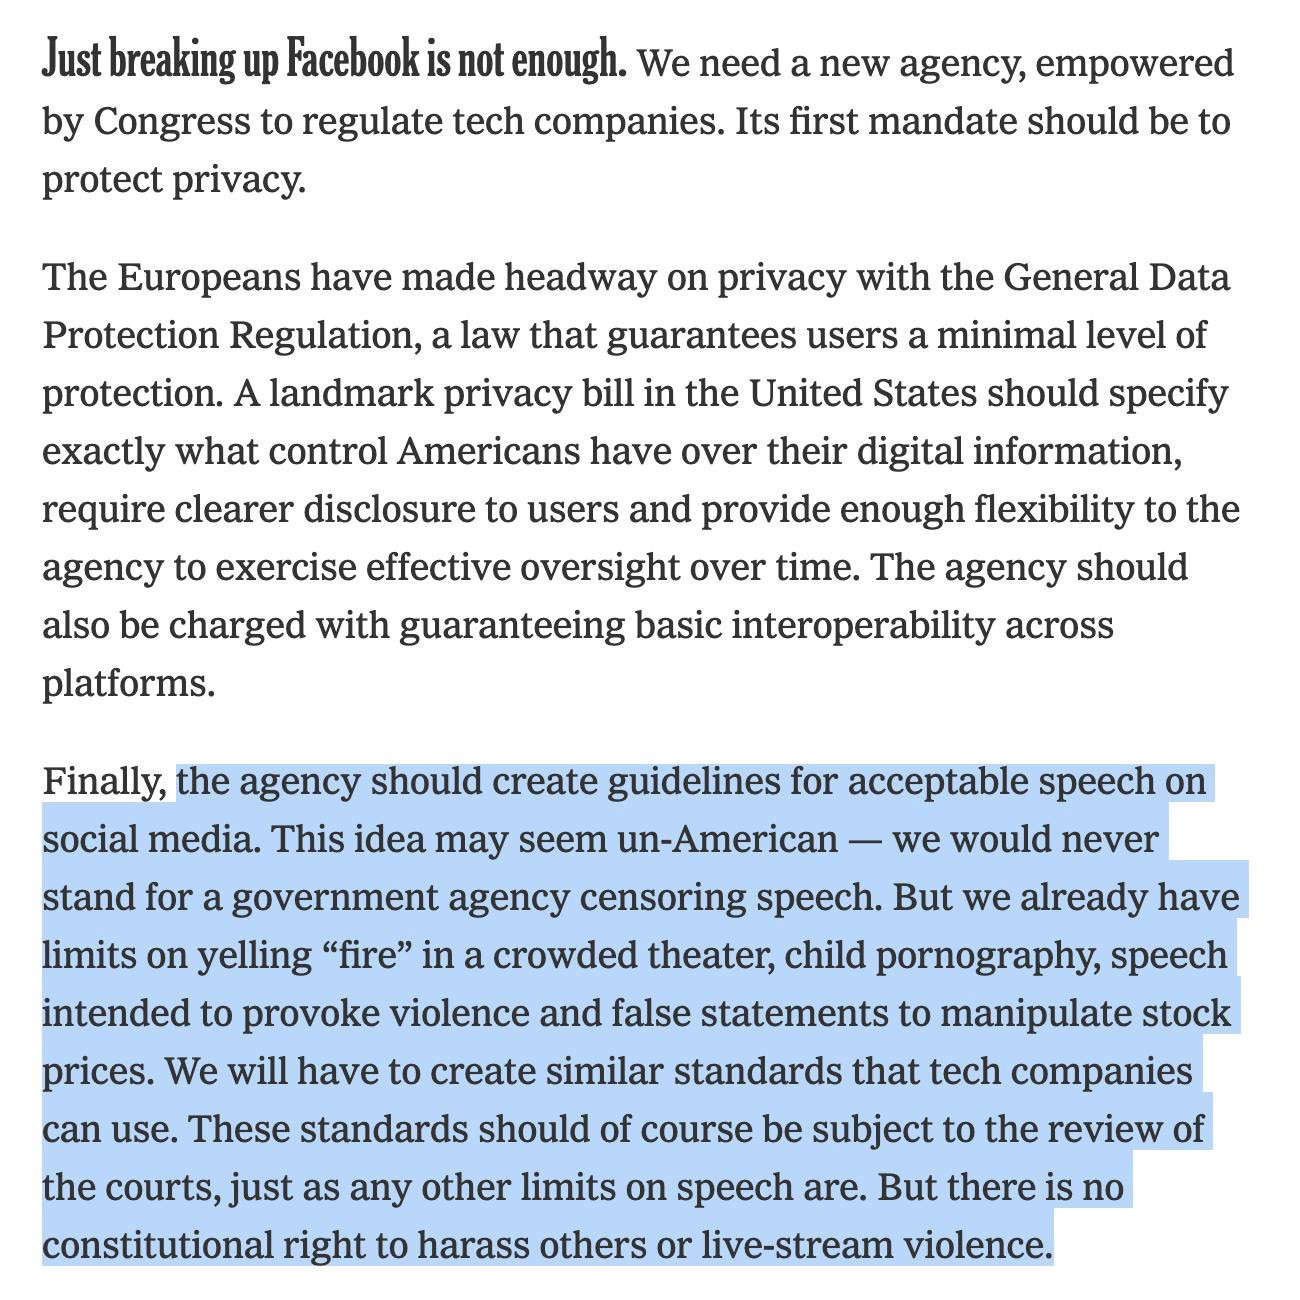 Just breaking up Facebook is not enough. We need a new agency, empowered
by Congress to regulate tech companies. Its first mandate should be to
protect privacy.
The Europeans have made headway on privacy with the General Data
Protection Regulation, a law that guarantees users a minimal level of
protection. A landmark privacy bill in the United States should specify
exactly what control Americans have over their digital information,
require clearer disclosure to users and provide enough flexibility to the
agency to exercise effective oversight over time. The agency should
also be charged with guaranteeing basic interoperability across
platforms.
Finally, the agency should create guidelines for acceptable speech on
social media. This idea may seem un-American — we would never
stand for a government agency censoring speech. But we already have
limits on yelling “fire” in a crowded theater, child pornography, speech
intended to provoke violence and false statements to manipulate stock
prices. We will have to create similar standards that tech companies
can use. These standards should of course be subject to the review of
the courts, just as any other limits on speech are. But there is no
constitutional right to harass others or live-stream violence.